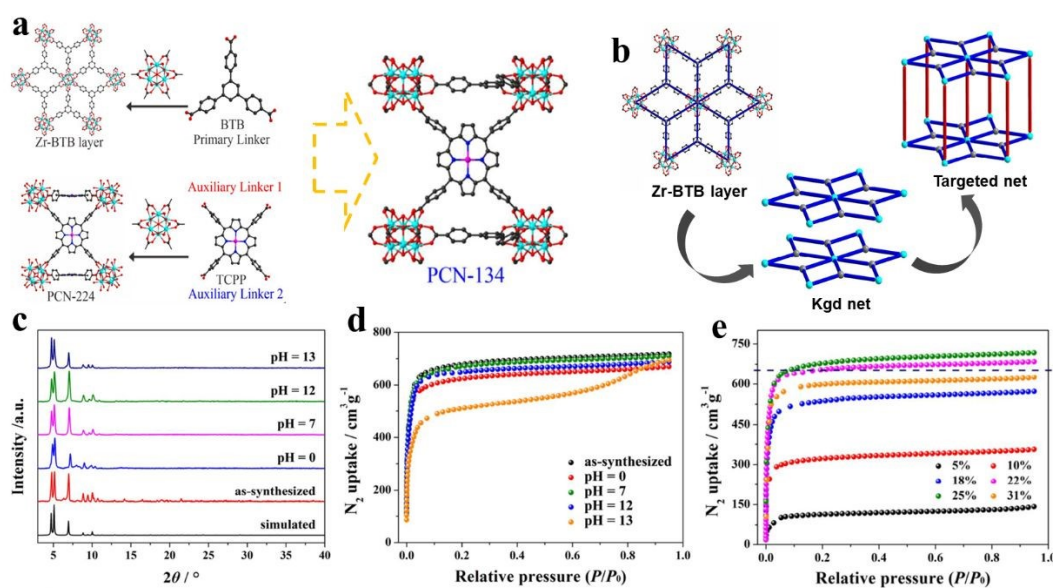 a
Zr-BTB layer
BTB
Primary Linker
Auxiliary Linker 1
PCN-224
TCPP
Auxiliary Linker 2
PCN-134
b
Zr-BTB layer
Kgd net
Targeted net
c
Intensity /a.u.
pH = 13
pH = 12
pH = 7
pH = 0
as-synthesized
simulated
5 10 15 20 25 30 35 40
2θ / °
d
N2 uptake / cm3 g-1
800
600
400
200
0
as-synthesized
pH = 0
pH = 7
pH = 12
pH = 13
0.0 0.2 0.4 0.6 0.8 1.0
Relative pressure (P/P0)
e
N2 uptake / cm3 g-1
750
600
450
300
150
0
5% 10%
18% 22%
25% 31%
0.0 0.2 0.4 0.6 0.8 1.0
Relative pressure (P/P0)